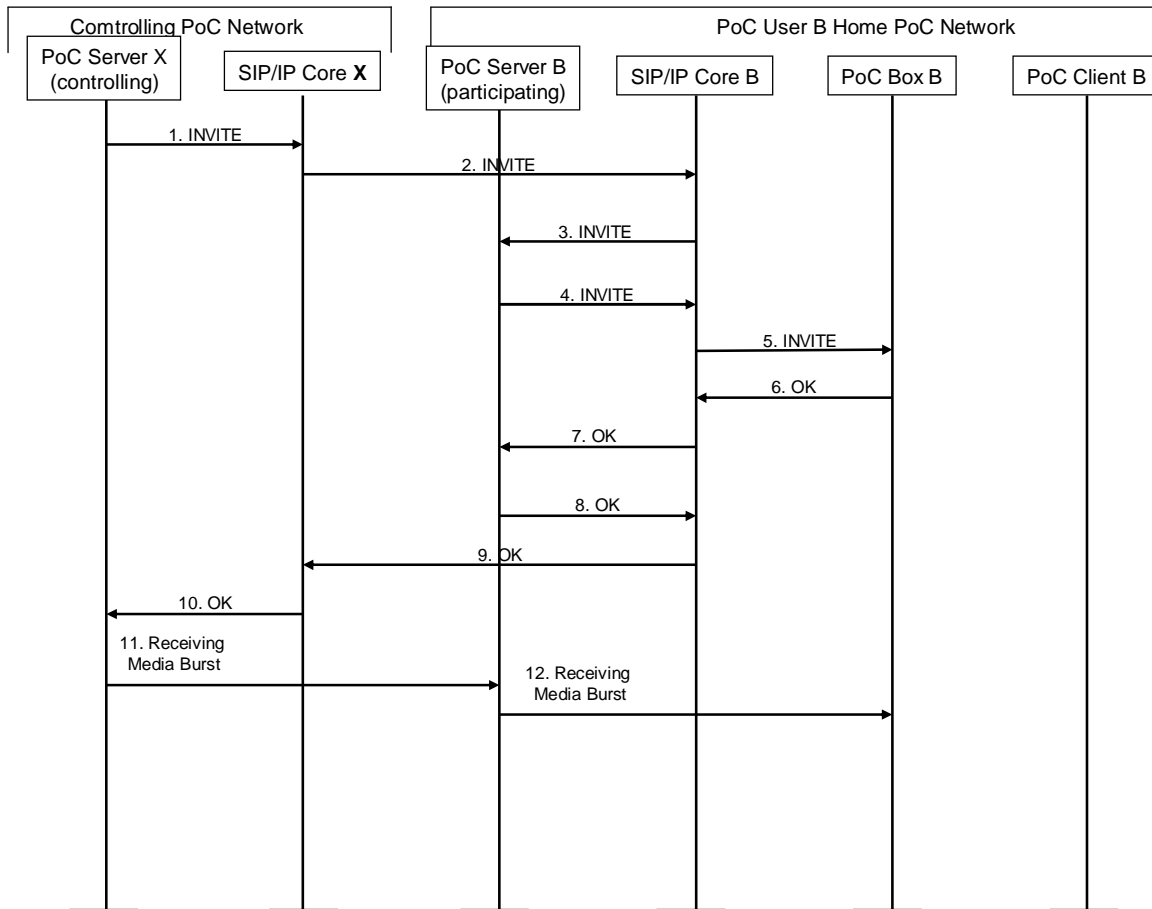 Comtrolling PoC Network
PoC User B Home PoC Network
PoC Server X
(controlling)
SIP/IP Core X
PoC Server B
(participating)
SIP/IP Core B
PoC Box B
PoC Client B
1. INVITE
2. INVITE
3. INVITE
4. INVITE
5. INVITE
6. OK
7. OK
8. OK
9. OK
10. OK
11. Receiving
Media Burst
12. Receiving
Media Burst